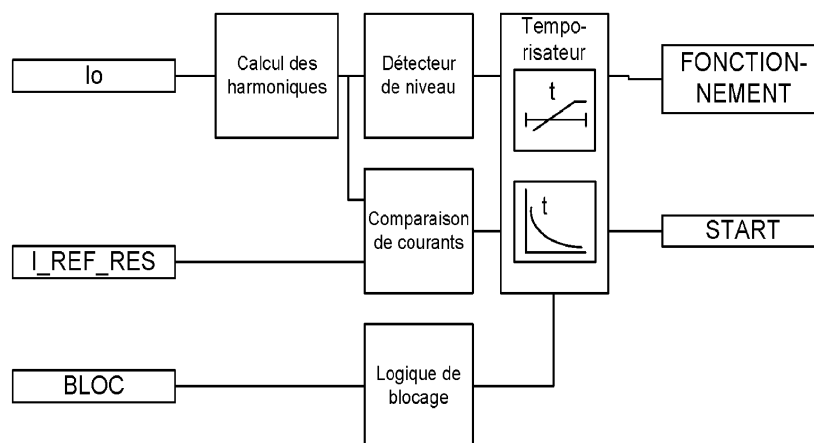 Io
Calcul des
harmoniques
Détecteur
de niveau
Tempo-
risateur
t
t
FONCTION-
NEMENT
I_REF_RES
Comparaison
de courants
START
BLOC
Logique de
blocage